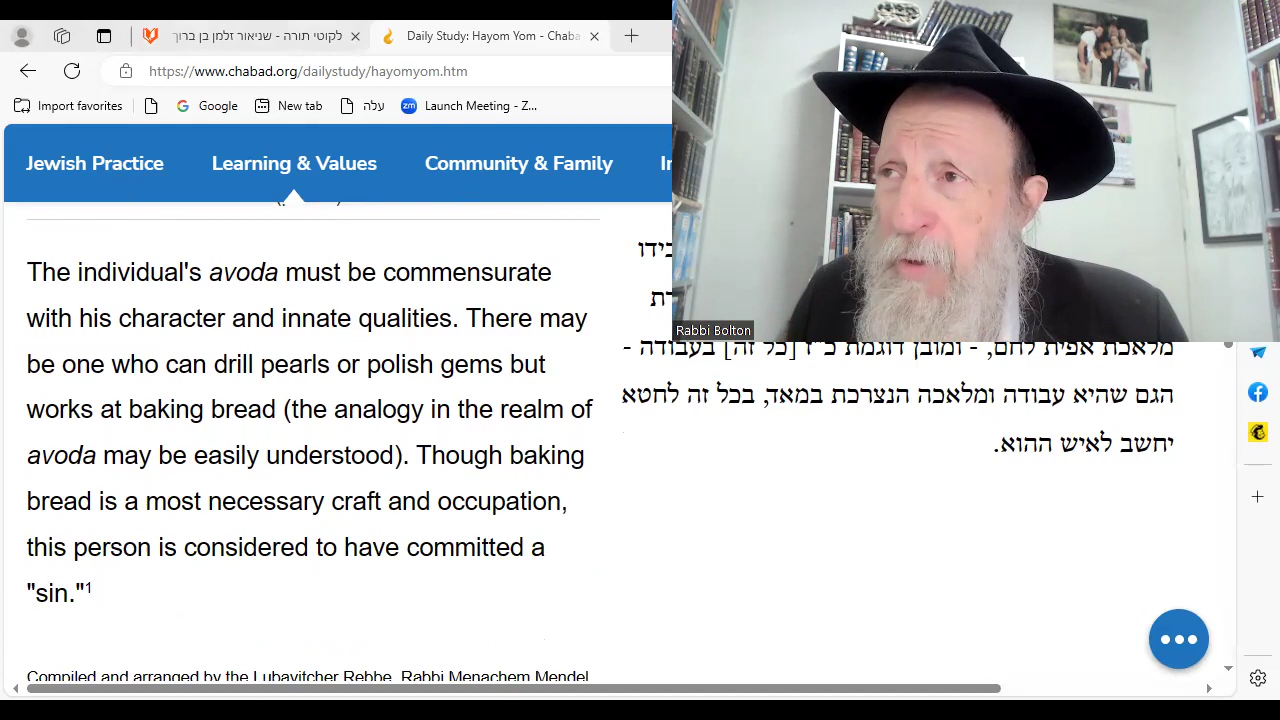 לקוטי תורה - שניאור זלמן בן ברוך
Daily Study: Hayom Yom - Chaba
https://www.chabad.org/dailystudy/hayomyom.htm
Import favorites
Google
New tab
עלה
zm
Launch Meeting - Z...
Jewish Practice
Learning & Values
Community & Family
The individual's avoda must be commensurate
with his character and innate qualities. There may
be one who can drill pearls or polish gems but
works at baking bread (the analogy in the realm of
avoda may be easily understood). Though baking
bread is a most necessary craft and occupation,
this person is considered to have committed a
"sin."1
Compiled and arranged by the Lubavitcher Rebbe, Rabbi Menachem Mendel
Rabbi Bolton
מלאכת אפית לחם, - ומובן דוגמת כ"ז [כל זה] בעבודה -
הגם שהיא עבודה ומלאכה הנצרכת במאד, בכל זה לחטא
יחשב לאיש ההוא.